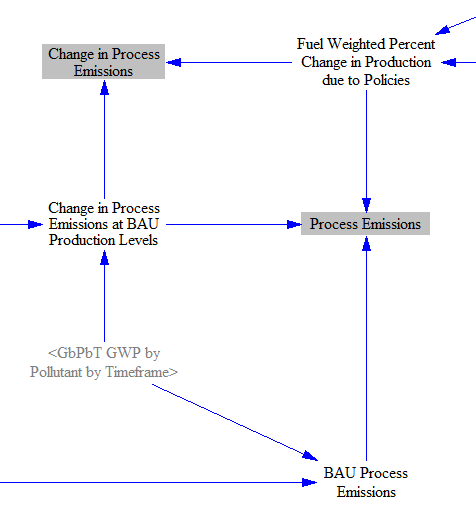 Fuel Weighted Percent
Change in Production
due to Policies
Change in Process
Emissions
Change in Process
Emissions at BAU
Production Levels
Process Emissions
<GbPbT GWP by
Pollutant by Timeframe>
BAU Process
Emissions